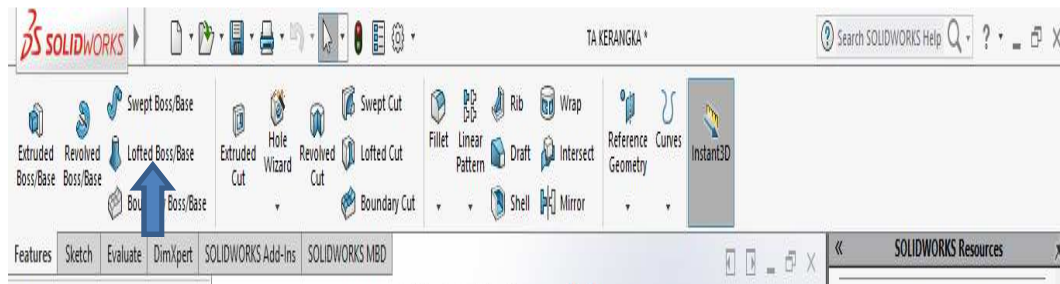 SOLIDWORKS
TA KERANGKA *
Search SOLIDWORKS Help
?
Extruded Boss/Base
Revolved Boss/Base
Swept Boss/Base
Lofted Boss/Base
Boss/Base
Extruded Cut
Hole Wizard
Revolved Cut
Swept Cut
Lofted Cut
Boundary Cut
Fillet
Linear Pattern
Rib
Draft
Shell
Wrap
Intersect
Mirror
Reference Geometry
Curves
Instant3D
Features
Sketch
Evaluate
DimXpert
SOLIDWORKS Add-Ins
SOLIDWORKS MBD
SOLIDWORKS Resources